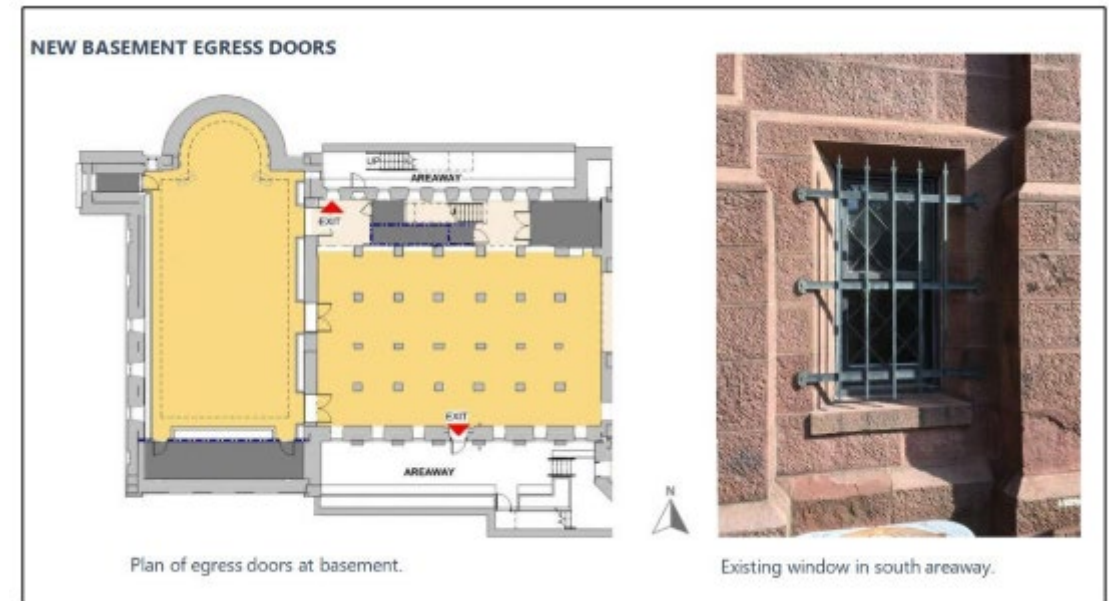 NEW BASEMENT EGRESS DOORS
UP
AREAWAY
EXIT
EXIT
AREAWAY
N
Plan of egress doors at basement.
Existing window in south areaway.